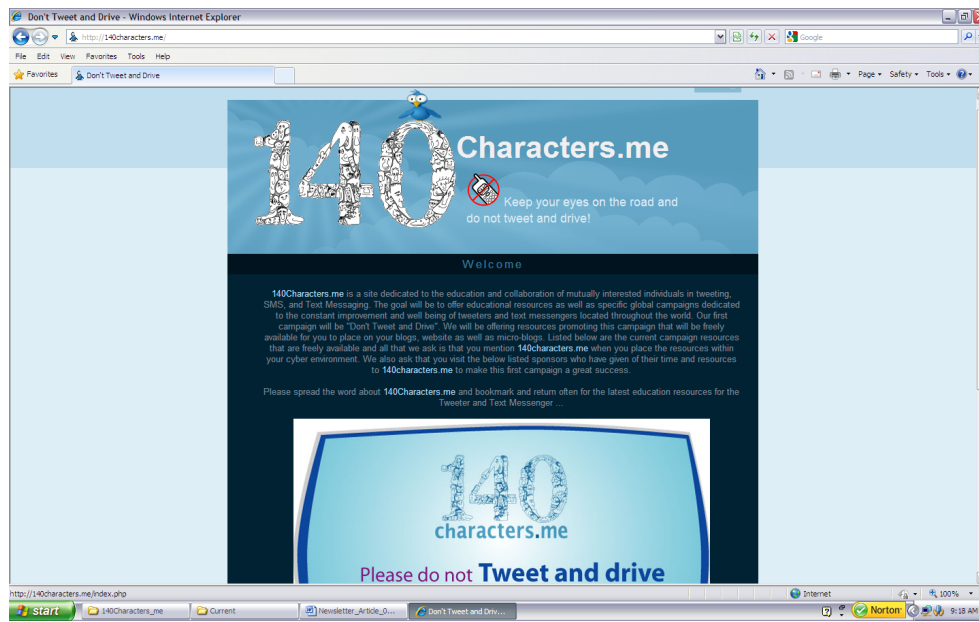 Don't Tweet and Drive - Windows Internet Explorer
http://140characters.me/
Google
File Edit View Favorites Tools Help
Favorites Don't Tweet and Drive Page Safety Tools
140 Characters.me
Keep your eyes on the road and
do not tweet and drive!
Welcome
140Characters.me is a site dedicated to the education and collaboration of mutually interested individuals in tweeting,
SMS, and Text Messaging. The goal will be to offer educational resources as well as specific global campaigns dedicated
to the constant improvement and well being of tweeters and text messengers located throughout the world. Our first
campaign will be "Don't Tweet and Drive". We will be offering resources promoting this campaign that will be freely
available for you to place on your blogs, website as well as micro-blogs. Listed below are the current campaign resources
that are freely available and all that we ask is that you mention 140characters.me when you place the resources within
your cyber environment. We also ask that you visit the below listed sponsors who have given of their time and resources
to 140characters.me to make this first campaign a great success.
Please spread the word about 140Characters.me and bookmark and return often for the latest education resources for the
Tweeter and Text Messenger ...
140
characters.me
Please do not Tweet and drive
http://140characters.me/index.php
Internet 100%
start 140Characters_me Current Newsletter_Article_0... Don't Tweet and Driv... Norton 9:18 AM